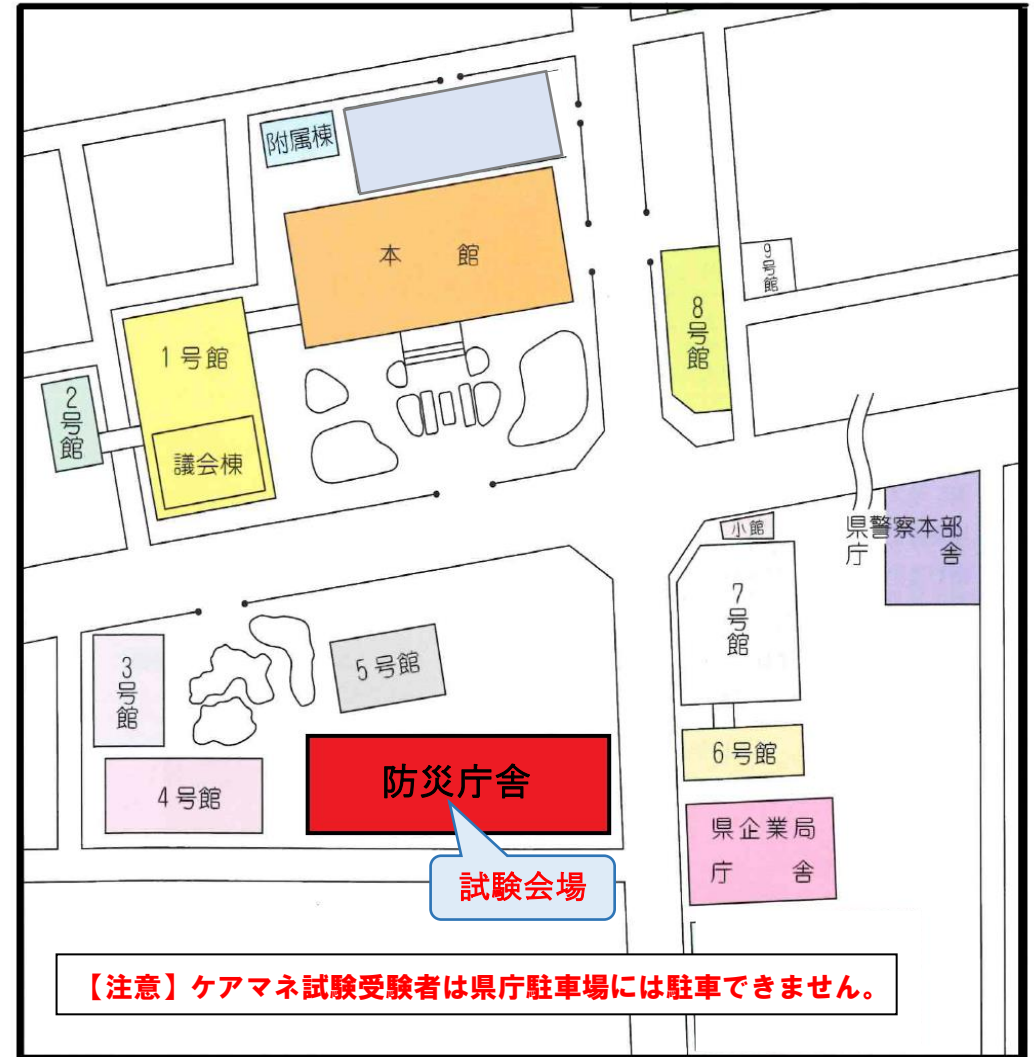 附属棟
本館
9号館
8号館
1号館
2号館
議会棟
小館
県警察本部
庁舎
7号館
3号館
5号館
6号館
防災庁舎
4号館
県企業局
庁舎
試験会場
【注意】ケアマネ試験受験者は県庁駐車場には駐車できません。